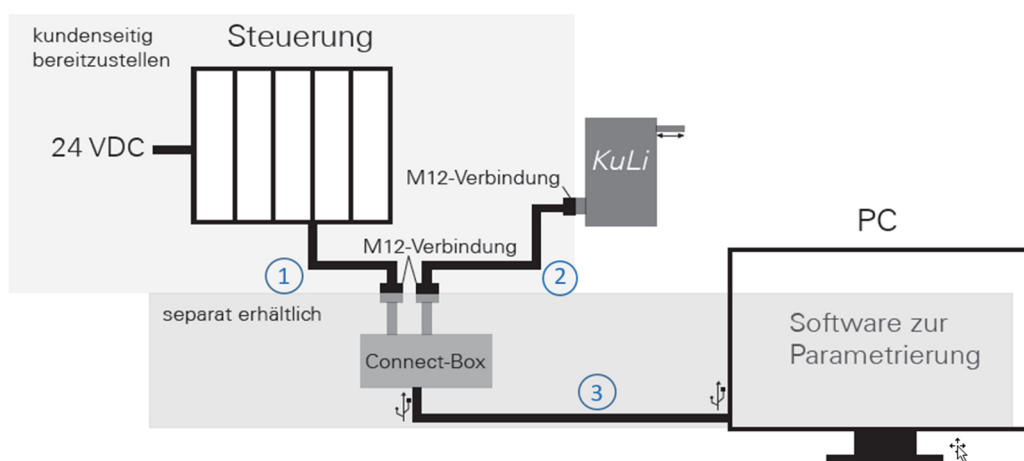 kundenseitig
bereitzustellen
Steuerung
24 VDC
KuLi
M12-Verbindung
M12-Verbindung
PC
1
2
separat erhältlich
Software zur
Parametrierung
Connect-Box
3